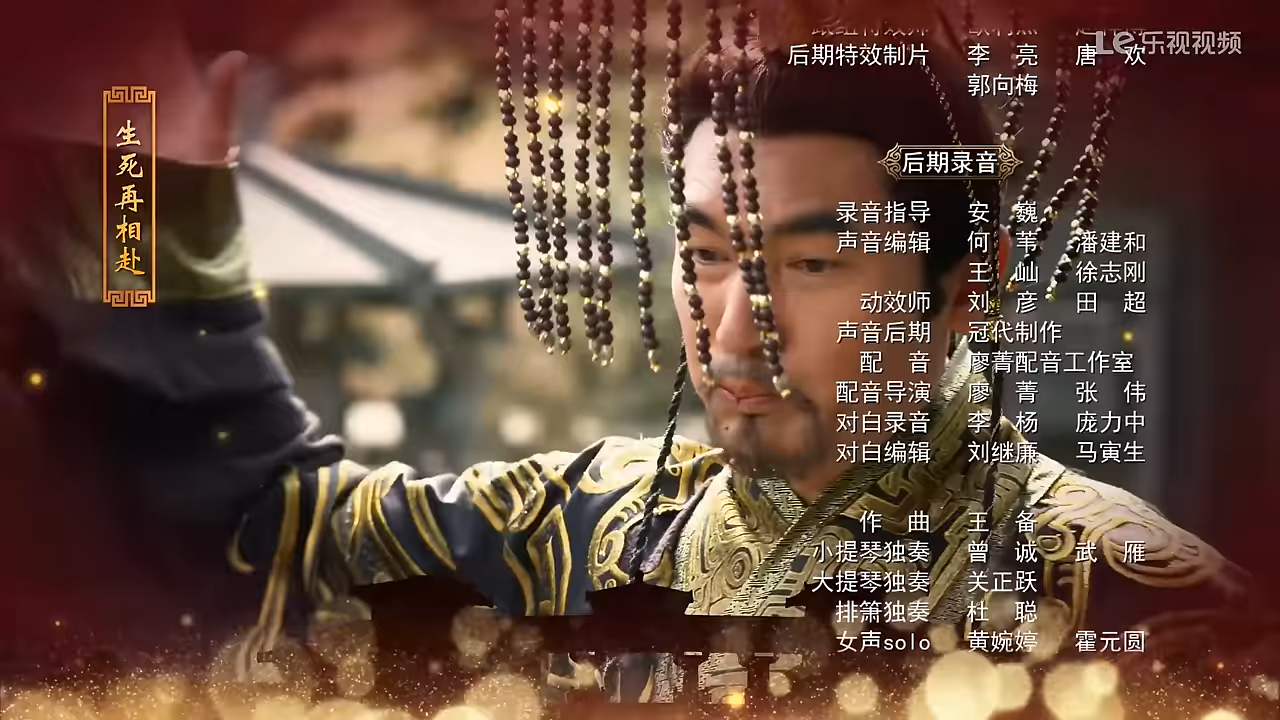 生死再相赴
乐视视频
后期特效制片 李亮 唐欢
郭向梅
后期录音
录音指导 安巍
声音编辑 何苇 潘建和
王屾 徐志刚
动效师 刘彦 田超
声音后期 冠代制作
配音 廖菁配音工作室
配音导演 廖菁 张伟
对白录音 李杨 庞力中
对白编辑 刘继廉 马寅生
作曲 王备
小提琴独奏 曾诚 武雁
大提琴独奏 关正跃
排箫独奏 杜聪
女声solo 黄婉婷 霍元圆